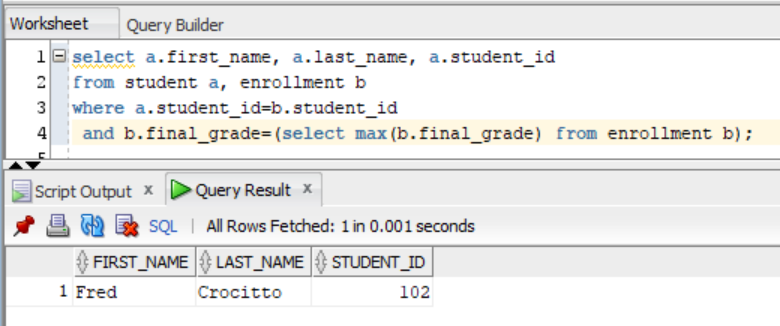 Worksheet Query Builder
1 select a.first_name, a.last_name, a.student_id
2 from student a, enrollment b
3 where a.student_id=b.student_id
4 and b.final_grade=(select max(b.final_grade) from enrollment b);
5
Script Output x Query Result x
SQL | All Rows Fetched: 1 in 0.001 seconds
FIRST_NAME LAST_NAME STUDENT_ID
1 Fred Crocitto 102